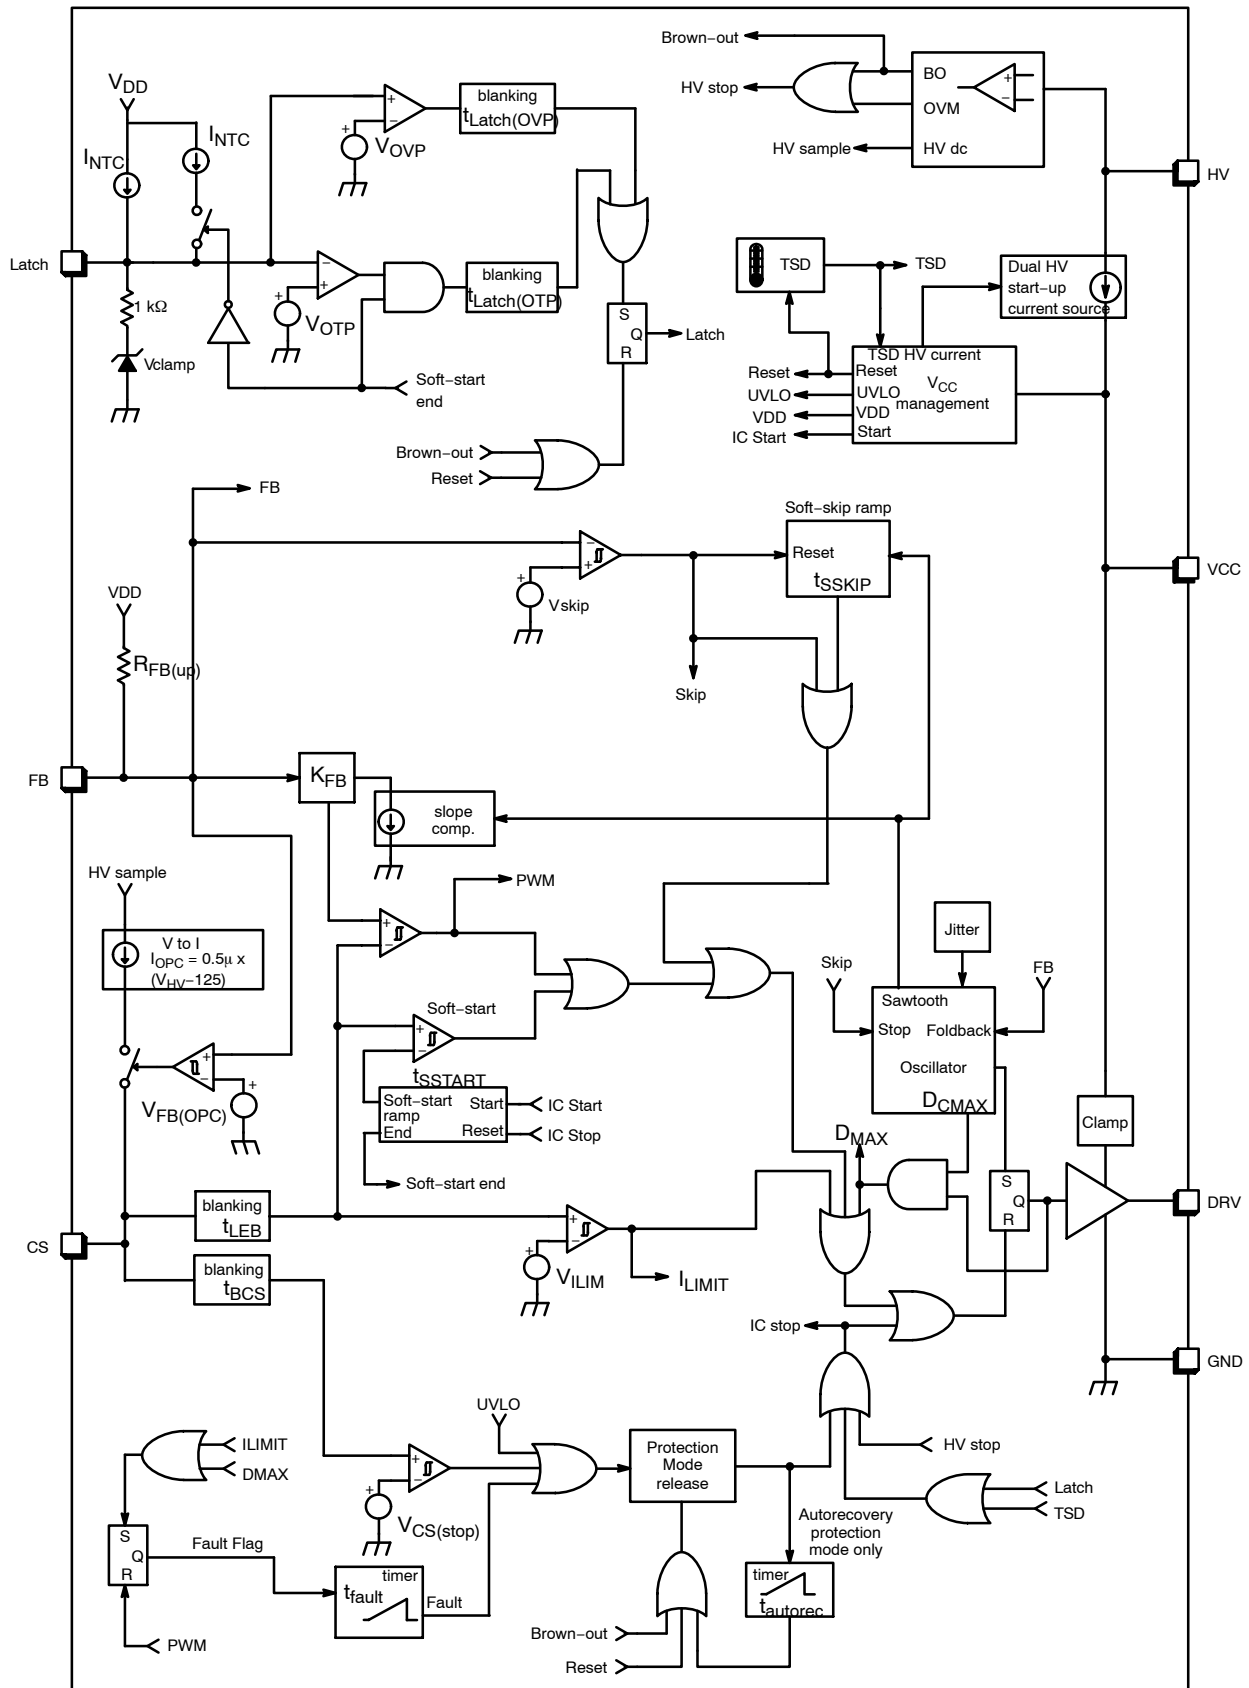 Brown−out
HV stop
BO
OVM
HV sample
HV dc
+
−
HV
VDD
INTC
INTC
+
−
VOVP
+
blanking
tLatch(OVP)
Latch
1 kΩ
Vclamp
−
+
VOTP
+
blanking
tLatch(OTP)
Soft−start
end
S
Q
R
Latch
Brown−out
Reset
TSD
TSD
Dual HV
start−up
current source
TSD HV current
Reset
Reset
UVLO
UVLO
VCC
management
VDD
VDD
IC Start
Start
FB
Soft−skip ramp
Reset
tSSKIP
−
+
+
Vskip
Skip
VCC
VDD
RFB(up)
FB
KFB
slope
comp.
HV sample
V to I
IOPC = 0.5μ x
(VHV−125)
PWM
+
−
Soft−start
+
−
tSSTART
Soft−start
ramp
Start
IC Start
End
Reset
IC Stop
Soft−start end
+
−
+
VFB(OPC)
Jitter
Skip
FB
Sawtooth
Stop
Foldback
Oscillator
DCMAX
DMAX
Clamp
S
Q
R
DRV
blanking
tLEB
CS
blanking
tBCS
+
−
+
VILIM
ILIMIT
IC stop
GND
UVLO
ILIMIT
DMAX
+
−
+
VCS(stop)
Protection
Mode
release
HV stop
Latch
TSD
Autorecovery
protection
mode only
S
Q
R
Fault Flag
timer
tfault
Fault
timer
tautorec
PWM
Brown−out
Reset